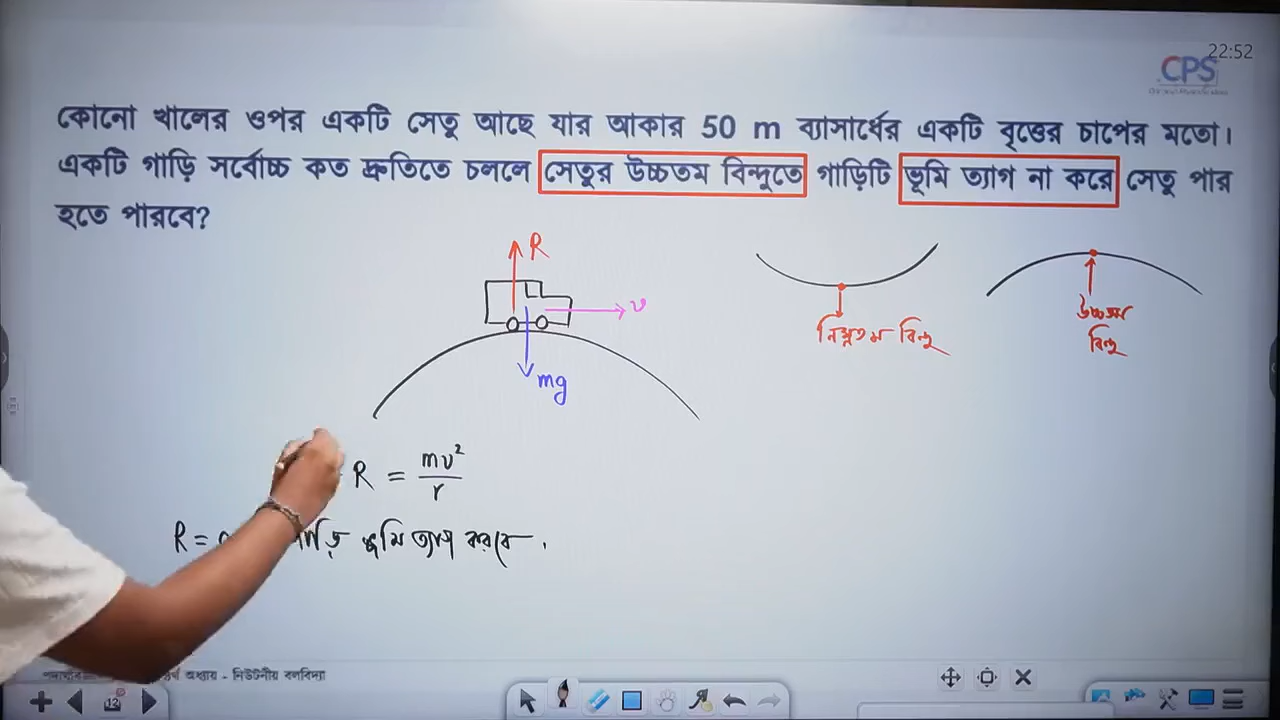 22:52
CPS
কোনো খালের ওপর একটি সেতু আছে যার আকার 50 m ব্যাসার্ধের একটি বৃত্তের চাপের মতো।
একটি গাড়ি সর্বোচ্চ কত দ্রুতিতে চললে সেতুর উচ্চতম বিন্দুতে গাড়িটি ভূমি ত্যাগ না করে সেতু পার
হতে পারবে?
R
v
mg
নিম্নতম বিন্দু
উচ্চতম
বিন্দু
R = mv²/r
R = ভূমি ত্যাগ করবে।
অধ্যায় - নিউটনীয় বলবিদ্যা
12